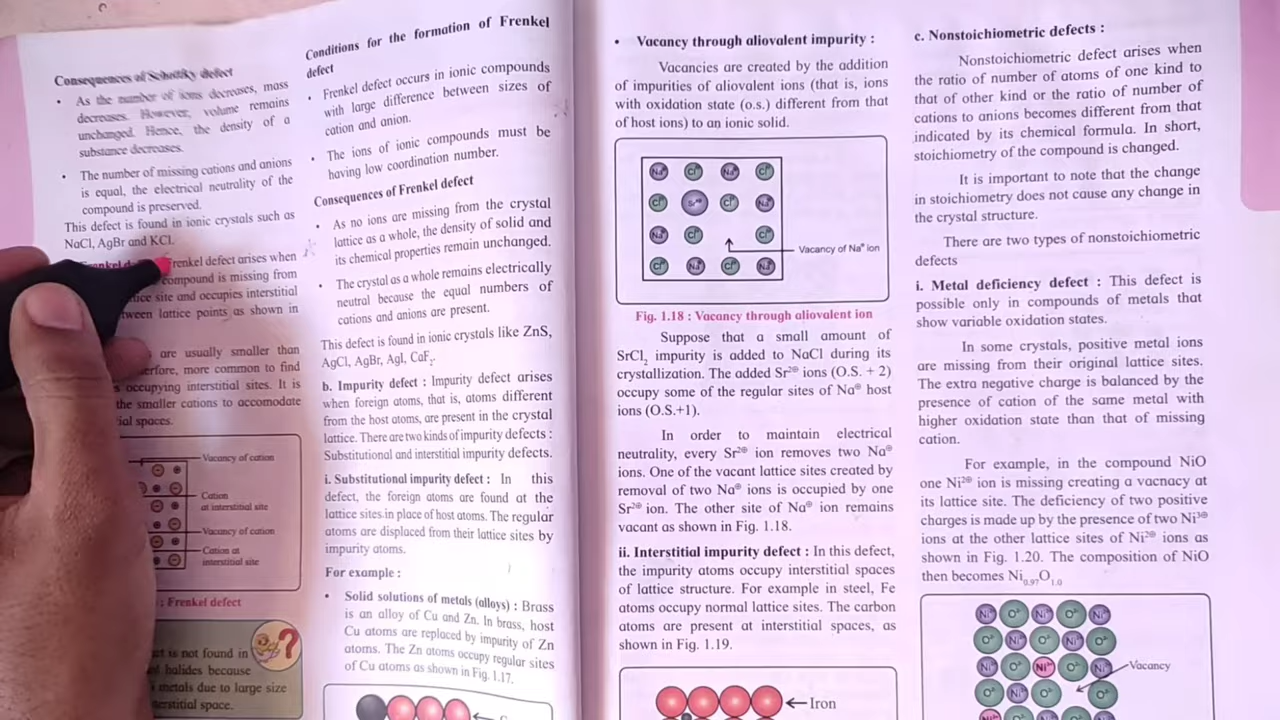 Consequences of Schottky defect
• As the number of ions decreases, mass
decreases. However, volume remains
unchanged. Hence, the density of a
substance decreases.
• The number of missing cations and anions
is equal, the electrical neutrality of the
compound is preserved.
This defect is found in ionic crystals such as
NaCl, AgBr and KCl.
Frenkel defect arises when
compound is missing from
site and occupies interstitial
lattice points as shown in
are usually smaller than
more common to find
occupying interstitial sites. It is
the smaller cations to accomodate
spaces.
Vacancy of cation
Cation
at interstitial site
Vacancy of cation
Cation at
interstitial site
: Frenkel defect
is not found in
halides because
metals due to large size
space.
Conditions for the formation of Frenkel
defect
• Frenkel defect occurs in ionic compounds
with large difference between sizes of
cation and anion.
• The ions of ionic compounds must be
having low coordination number.
Consequences of Frenkel defect
• As no ions are missing from the crystal
lattice as a whole, the density of solid and
its chemical properties remain unchanged.
• The crystal as a whole remains electrically
neutral because the equal numbers of
cations and anions are present.
This defect is found in ionic crystals like ZnS,
AgCl, AgBr, AgI, CaF₂.
b. Impurity defect : Impurity defect arises
when foreign atoms, that is, atoms different
from the host atoms, are present in the crystal
lattice. There are two kinds of impurity defects :
Substitutional and interstitial impurity defects.
i. Substitutional impurity defect : In this
defect, the foreign atoms are found at the
lattice sites in place of host atoms. The regular
atoms are displaced from their lattice sites by
impurity atoms.
For example :
• Solid solutions of metals (alloys) : Brass
is an alloy of Cu and Zn. In brass, host
Cu atoms are replaced by impurity of Zn
atoms. The Zn atoms occupy regular sites
of Cu atoms as shown in Fig. 1.17.
• Vacancy through aliovalent impurity :
Vacancies are created by the addition
of impurities of aliovalent ions (that is, ions
with oxidation state (o.s.) different from that
of host ions) to an ionic solid.
Na⊕ Cl⊖ Na⊕ Cl⊖
Cl⊖ Sr²⊕ Cl⊖ Na⊕
Na⊕ Cl⊖ Cl⊖
Vacancy of Na⊕ ion
Cl⊖ Na⊕ Cl⊖ Na⊕
Fig. 1.18 : Vacancy through aliovalent ion
Suppose that a small amount of
SrCl₂ impurity is added to NaCl during its
crystallization. The added Sr²⊕ ions (O.S. + 2)
occupy some of the regular sites of Na⊕ host
ions (O.S.+1).
In order to maintain electrical
neutrality, every Sr²⊕ ion removes two Na⊕
ions. One of the vacant lattice sites created by
removal of two Na⊕ ions is occupied by one
Sr²⊕ ion. The other site of Na⊕ ion remains
vacant as shown in Fig. 1.18.
ii. Interstitial impurity defect : In this defect,
the impurity atoms occupy interstitial spaces
of lattice structure. For example in steel, Fe
atoms occupy normal lattice sites. The carbon
atoms are present at interstitial spaces, as
shown in Fig. 1.19.
Iron
c. Nonstoichiometric defects :
Nonstoichiometric defect arises when
the ratio of number of atoms of one kind to
that of other kind or the ratio of number of
cations to anions becomes different from that
indicated by its chemical formula. In short,
stoichiometry of the compound is changed.
It is important to note that the change
in stoichiometry does not cause any change in
the crystal structure.
There are two types of nonstoichiometric
defects
i. Metal deficiency defect : This defect is
possible only in compounds of metals that
show variable oxidation states.
In some crystals, positive metal ions
are missing from their original lattice sites.
The extra negative charge is balanced by the
presence of cation of the same metal with
higher oxidation state than that of missing
cation.
For example, in the compound NiO
one Ni²⊕ ion is missing creating a vacnacy at
its lattice site. The deficiency of two positive
charges is made up by the presence of two Ni³⊕
ions at the other lattice sites of Ni²⊕ ions as
shown in Fig. 1.20. The composition of NiO
then becomes Ni₀.₉₇O₁.₀
Vacancy